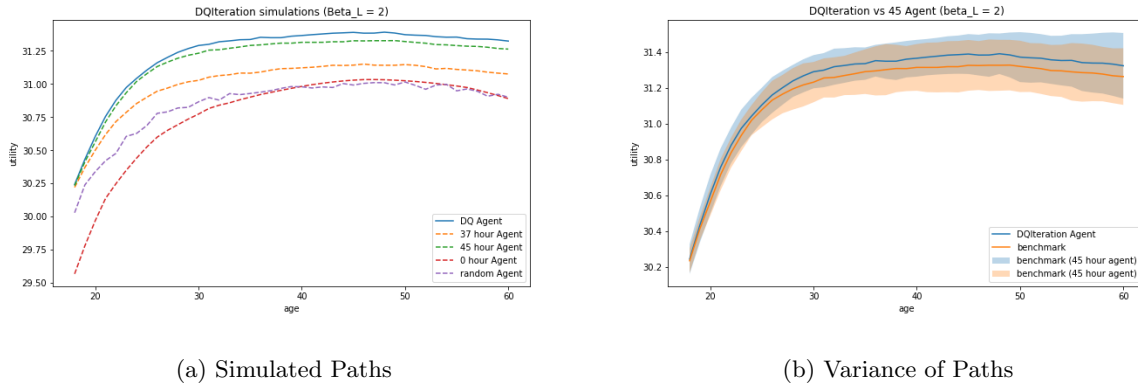 DQIteration simulations (Beta_L = 2)
31.25
31.00
30.75
30.50
30.25
30.00
29.75
29.50
utility
20
30
40
50
60
age
DQ Agent
37 hour Agent
45 hour Agent
0 hour Agent
random Agent
(a) Simulated Paths
DQIteration vs 45 Agent (beta_L = 2)
31.4
31.2
31.0
30.8
30.6
30.4
30.2
utility
20
30
40
50
60
age
DQIteration Agent
benchmark
benchmark (45 hour agent)
benchmark (45 hour agent)
(b) Variance of Paths